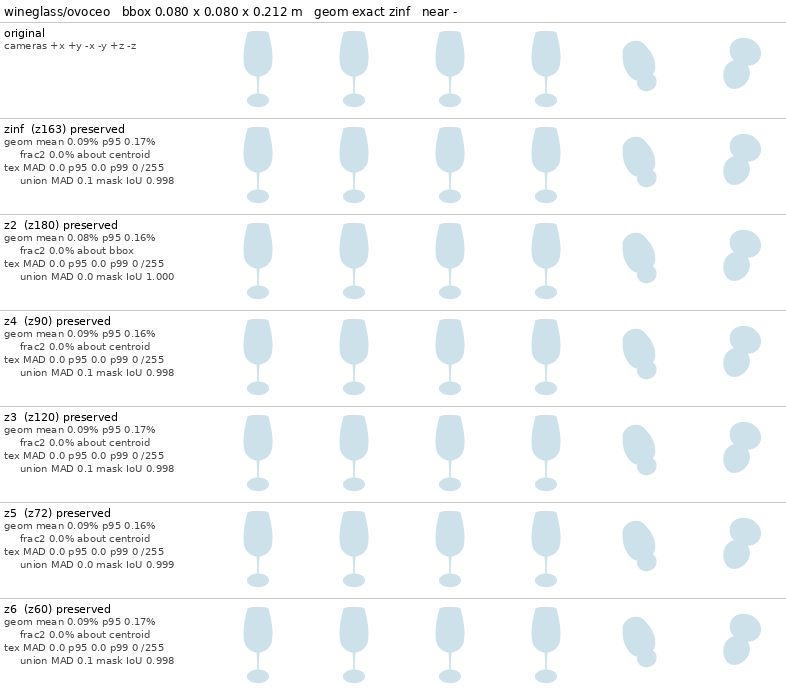 wineglass/ovoceo   bbox 0.080 x 0.080 x 0.212 m   geom exact zinf   near -
original
cameras +x +y -x -y +z -z
zinf  (z163) preserved
geom mean 0.09% p95 0.17%
frac2 0.0% about centroid
tex MAD 0.0 p95 0.0 p99 0 /255
union MAD 0.1 mask IoU 0.998
z2  (z180) preserved
geom mean 0.08% p95 0.16%
frac2 0.0% about bbox
tex MAD 0.0 p95 0.0 p99 0 /255
union MAD 0.0 mask IoU 1.000
z4  (z90) preserved
geom mean 0.09% p95 0.16%
frac2 0.0% about centroid
tex MAD 0.0 p95 0.0 p99 0 /255
union MAD 0.1 mask IoU 0.998
z3  (z120) preserved
geom mean 0.09% p95 0.17%
frac2 0.0% about centroid
tex MAD 0.0 p95 0.0 p99 0 /255
union MAD 0.1 mask IoU 0.998
z5  (z72) preserved
geom mean 0.09% p95 0.16%
frac2 0.0% about centroid
tex MAD 0.0 p95 0.0 p99 0 /255
union MAD 0.0 mask IoU 0.999
z6  (z60) preserved
geom mean 0.09% p95 0.17%
frac2 0.0% about centroid
tex MAD 0.0 p95 0.0 p99 0 /255
union MAD 0.1 mask IoU 0.998